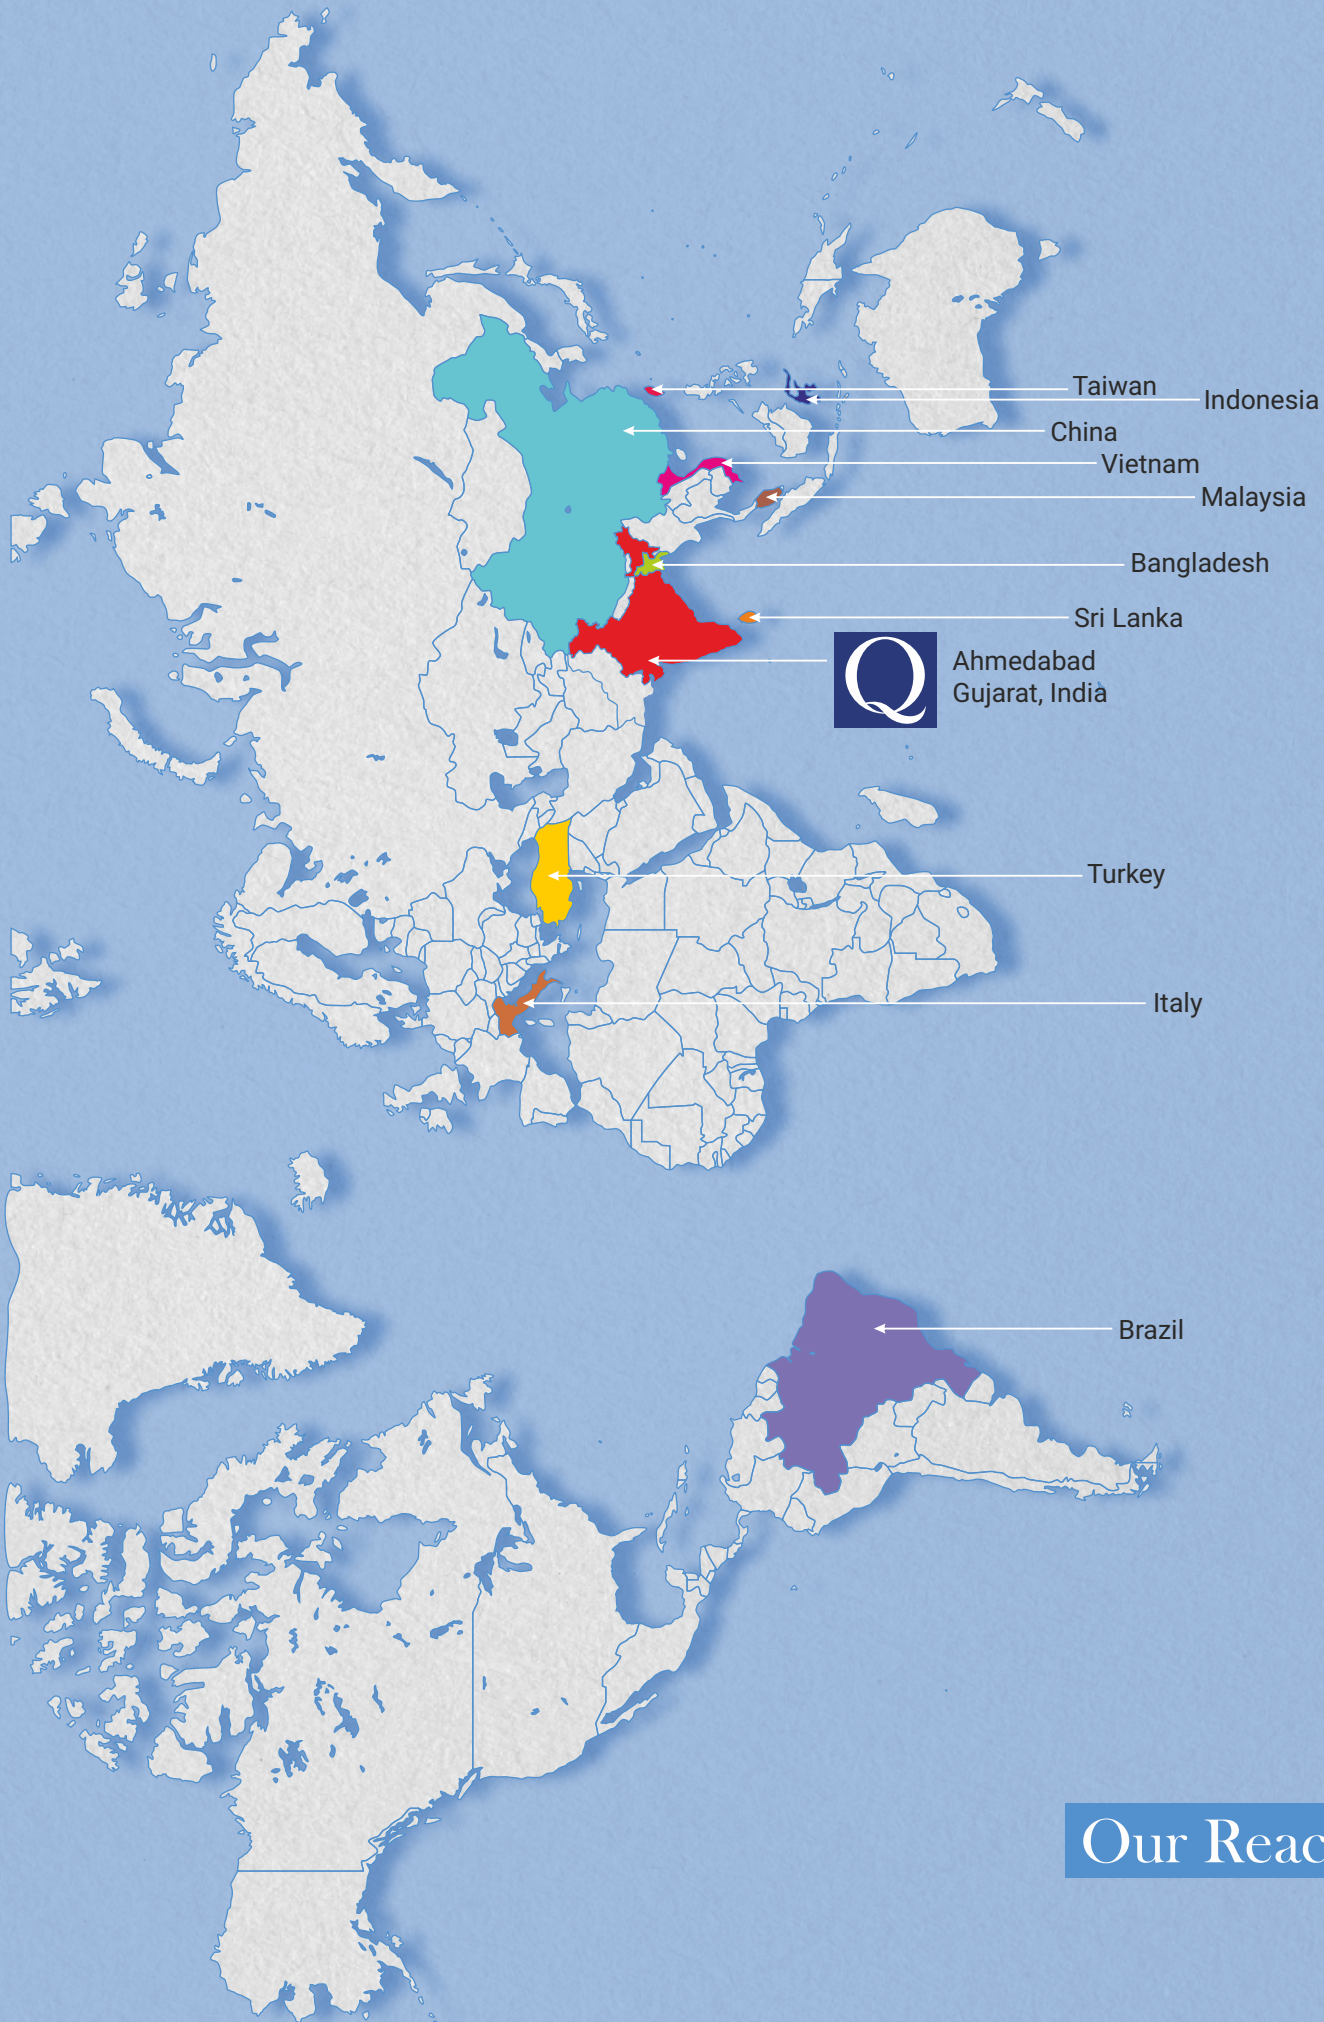 Taiwan
Indonesia
China
Vietnam
Malaysia
Bangladesh
Sri Lanka
Q
Ahmedabad
Gujarat, India
Turkey
Italy
Brazil
Our Reac